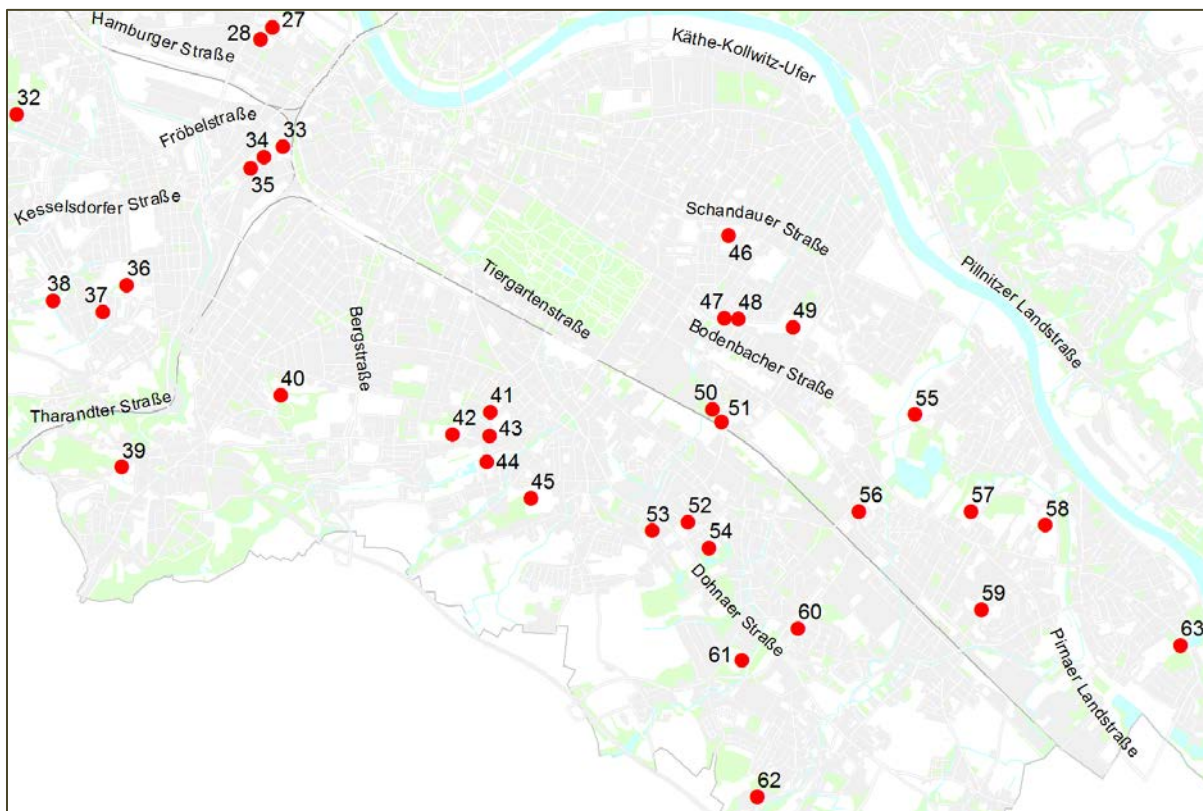 27
28
Hamburger Straße
Käthe-Kollwitz-Ufer
32
Fröbelstraße
33
34
35
Kesselsdorfer Straße
Schandauer Straße
46
36
38
37
Tiergartenstraße
Pillnitzer Landstraße
47
48
49
Bergstraße
Bodenbacher Straße
40
Tharandter Straße
41
42
43
50
51
55
39
44
45
52
53
54
56
57
58
Dohnaer Straße
59
60
61
63
Pirnaer Landstraße
62